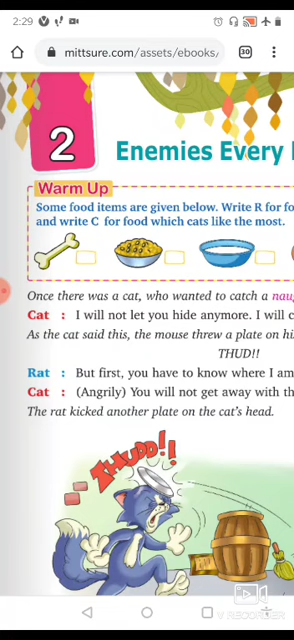 2:29
mittsure.com/assets/ebooks/
30
2
Enemies Every
Warm Up
Some food items are given below. Write R for fo
and write C for food which cats like the most.
Once there was a cat, who wanted to catch a nau
Cat : I will not let you hide anymore. I will c
As the cat said this, the mouse threw a plate on hi
THUD!!
Rat : But first, you have to know where I am
Cat : (Angrily) You will not get away with th
The rat kicked another plate on the cat's head.
THUDD!!
V RECORDER